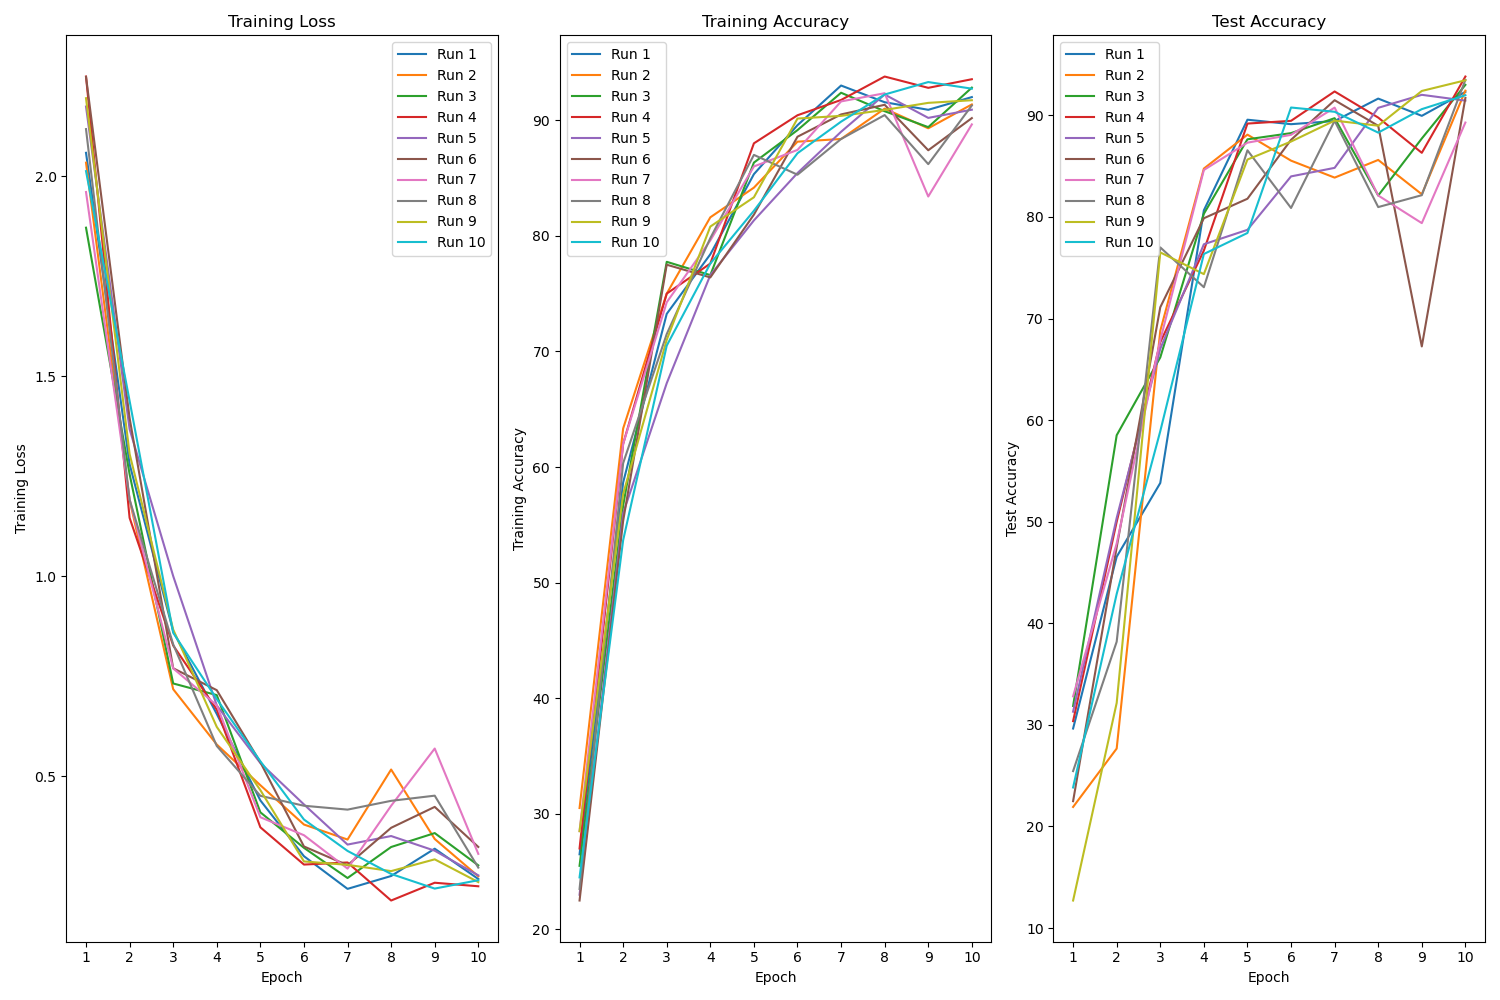 Training Loss
Training Accuracy
Test Accuracy
Run 1
Run 2
Run 3
Run 4
Run 5
Run 6
Run 7
Run 8
Run 9
Run 10
2.0
1.5
1.0
0.5
Training Loss
1 2 3 4 5 6 7 8 9 10
Epoch
Run 1
Run 2
Run 3
Run 4
Run 5
Run 6
Run 7
Run 8
Run 9
Run 10
90
80
70
60
50
40
30
20
Training Accuracy
1 2 3 4 5 6 7 8 9 10
Epoch
Run 1
Run 2
Run 3
Run 4
Run 5
Run 6
Run 7
Run 8
Run 9
Run 10
90
80
70
60
50
40
30
20
10
Test Accuracy
1 2 3 4 5 6 7 8 9 10
Epoch